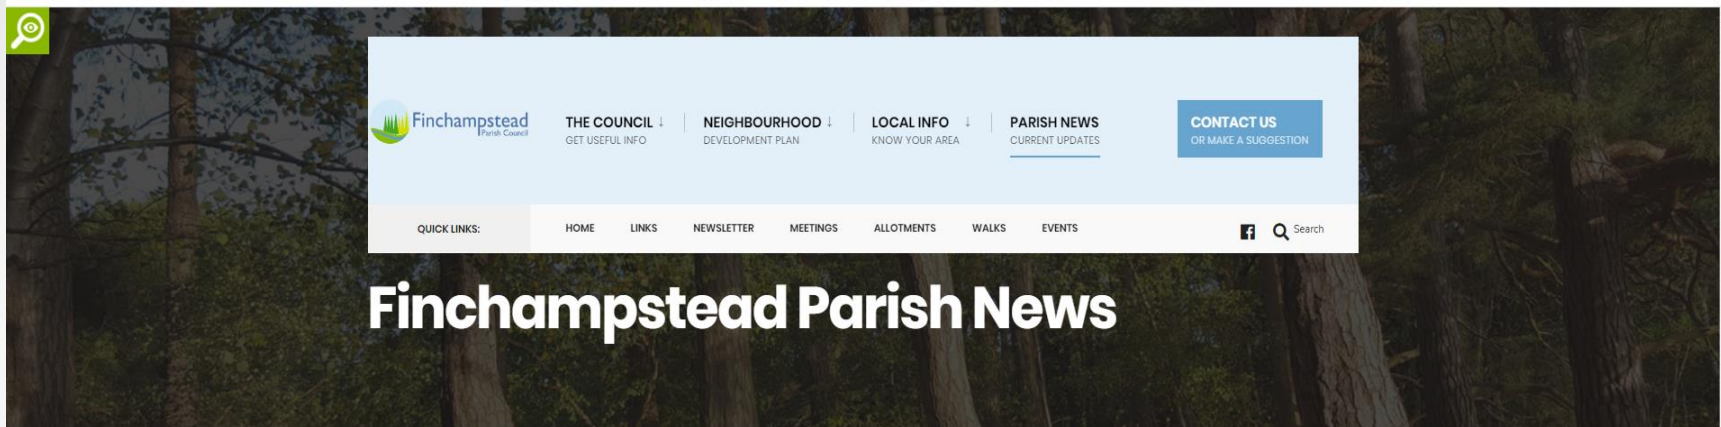 Finchampstead
Parish Council
THE COUNCIL ↓
GET USEFUL INFO
NEIGHBOURHOOD ↓
DEVELOPMENT PLAN
LOCAL INFO ↓
KNOW YOUR AREA
PARISH NEWS
CURRENT UPDATES
CONTACT US
OR MAKE A SUGGESTION
QUICK LINKS:
HOME LINKS NEWSLETTER MEETINGS ALLOTMENTS WALKS EVENTS
Search
Finchampstead Parish News